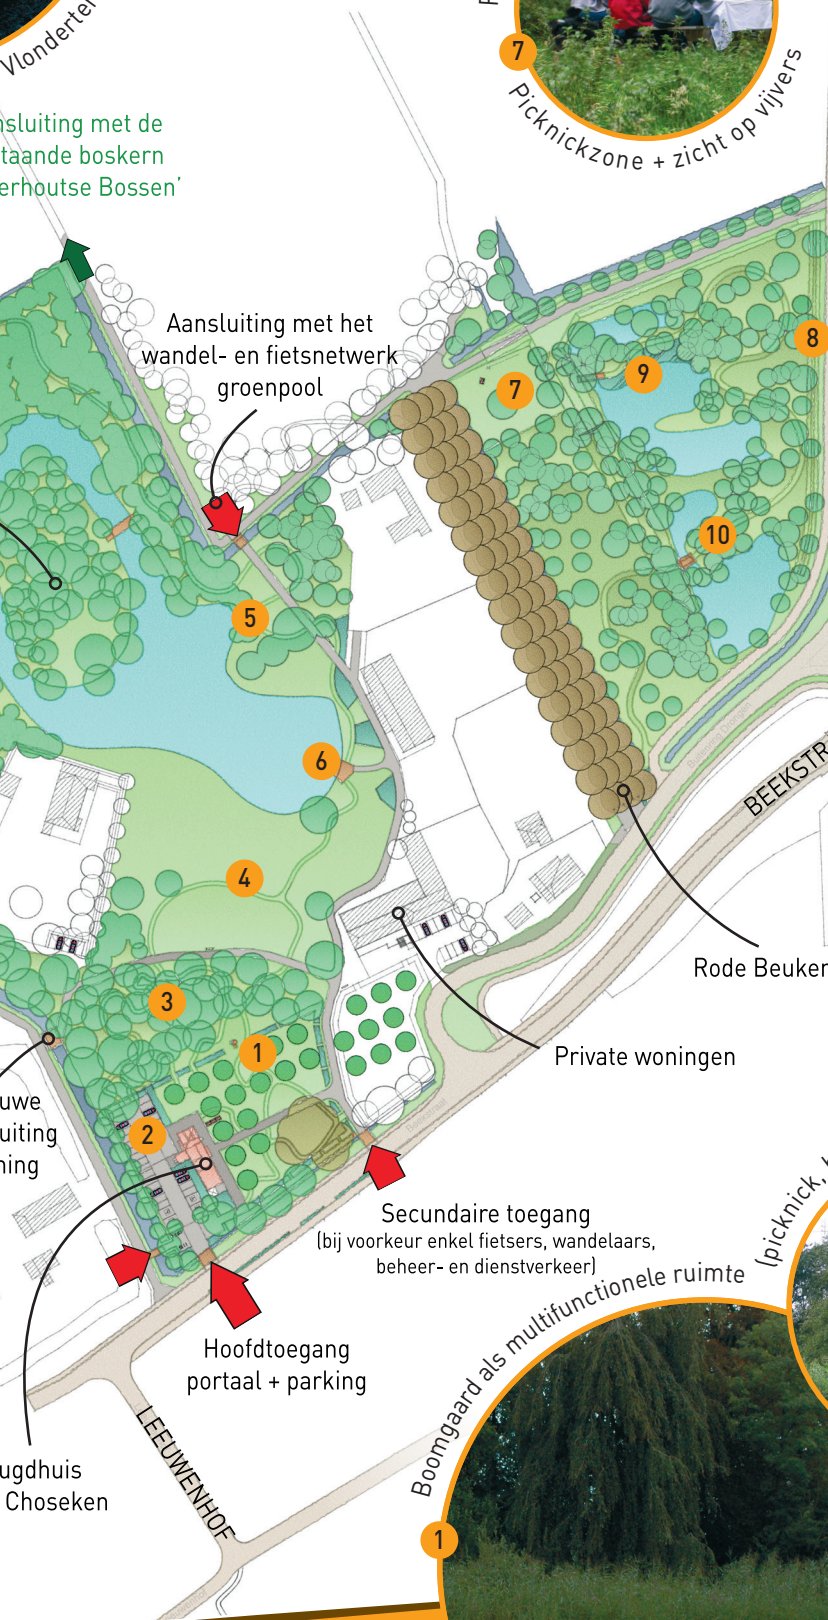 Vlonderter
7
Picknickzone + zicht op vijvers
nsluiting met de
taande boskern
erhoutse Bossen’
Aansluiting met het
wandel- en fietsnetwerk
groenpool
8
9
7
10
5
6
BEEKSTR
4
Rode Beuken
3
1
Private woningen
uwe
uiting
ning
2
Beekstraat
Secundaire toegang
(bij voorkeur enkel fietsers, wandelaars,
beheer- en dienstverkeer)
(picknick,
Hoofdtoegang
portaal + parking
Boomgaard als multifunctionele ruimte
LEEUWENHOF
ugdhuis
Choseken
1